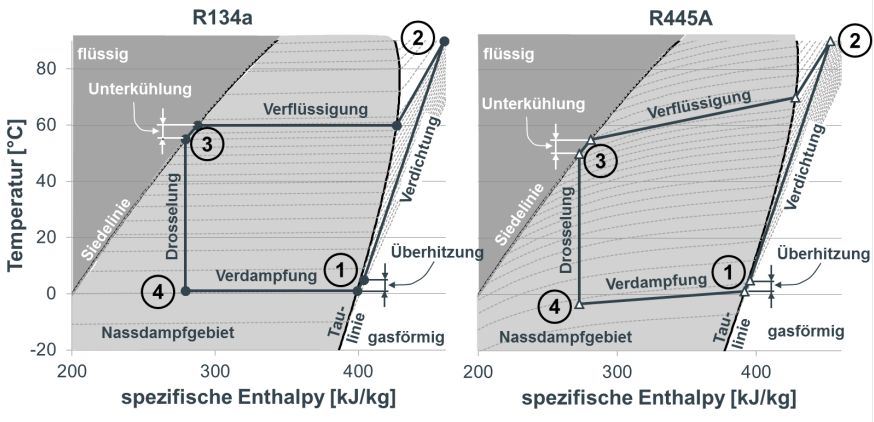 R134a
R445A
Temperatur [°C]
80
60
40
20
0
-20
flüssig
Unterkühlung
Verflüssigung
2
3
Siedelinie
Drosselung
Verdichtung
Überhitzung
1
4
Verdampfung
Nassdampfgebiet
Tau-
linie
gasförmig
200
300
400
spezifische Enthalpy [kJ/kg]
flüssig
Unterkühlung
Verflüssigung
2
3
Siedelinie
Drosselung
Verdichtung
Überhitzung
1
4
Verdampfung
Nassdampfgebiet
Tau-
linie
gasförmig
200
300
400
spezifische Enthalpy [kJ/kg]